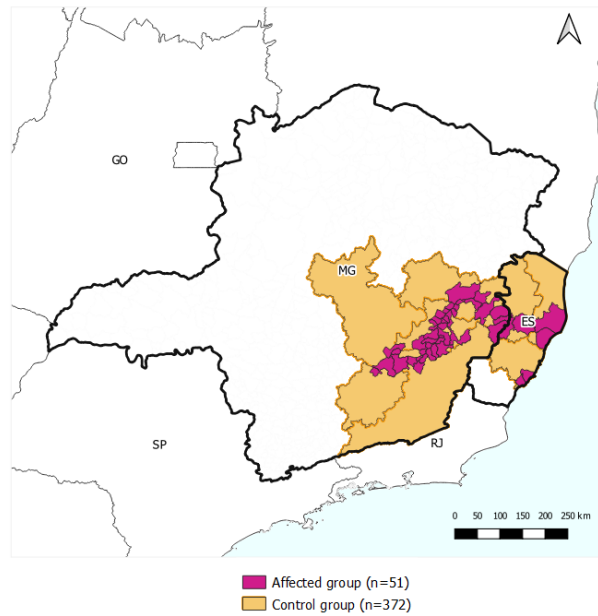 GO
MG
ES
SP
RJ
0 50 100 150 200 250 km
Affected group (n=51)
Control group (n=372)